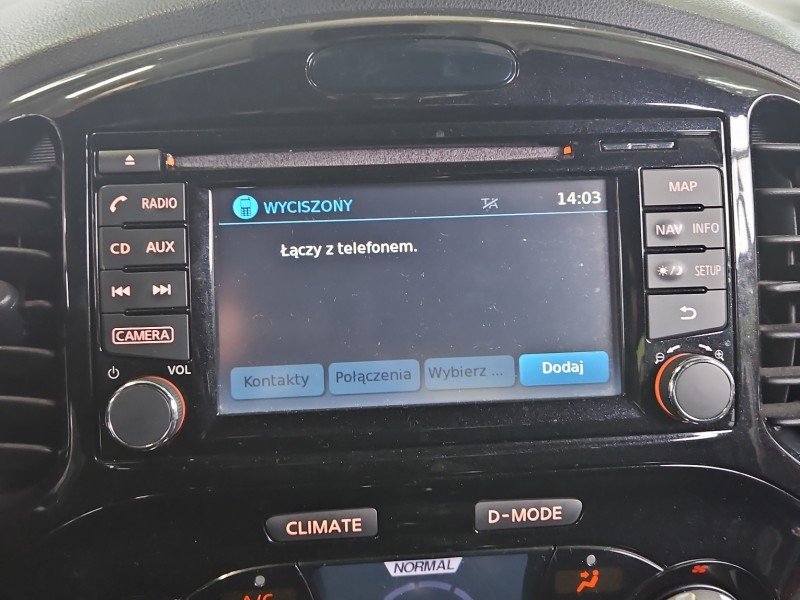 WYCISZONY TA 14:03
Łączy z telefonem.
Kontakty Połączenia Wybierz ... Dodaj
RADIO
CD AUX
CAMERA
VOL
MAP
NAV INFO
SETUP
CLIMATE D-MODE
NORMAL
A/C